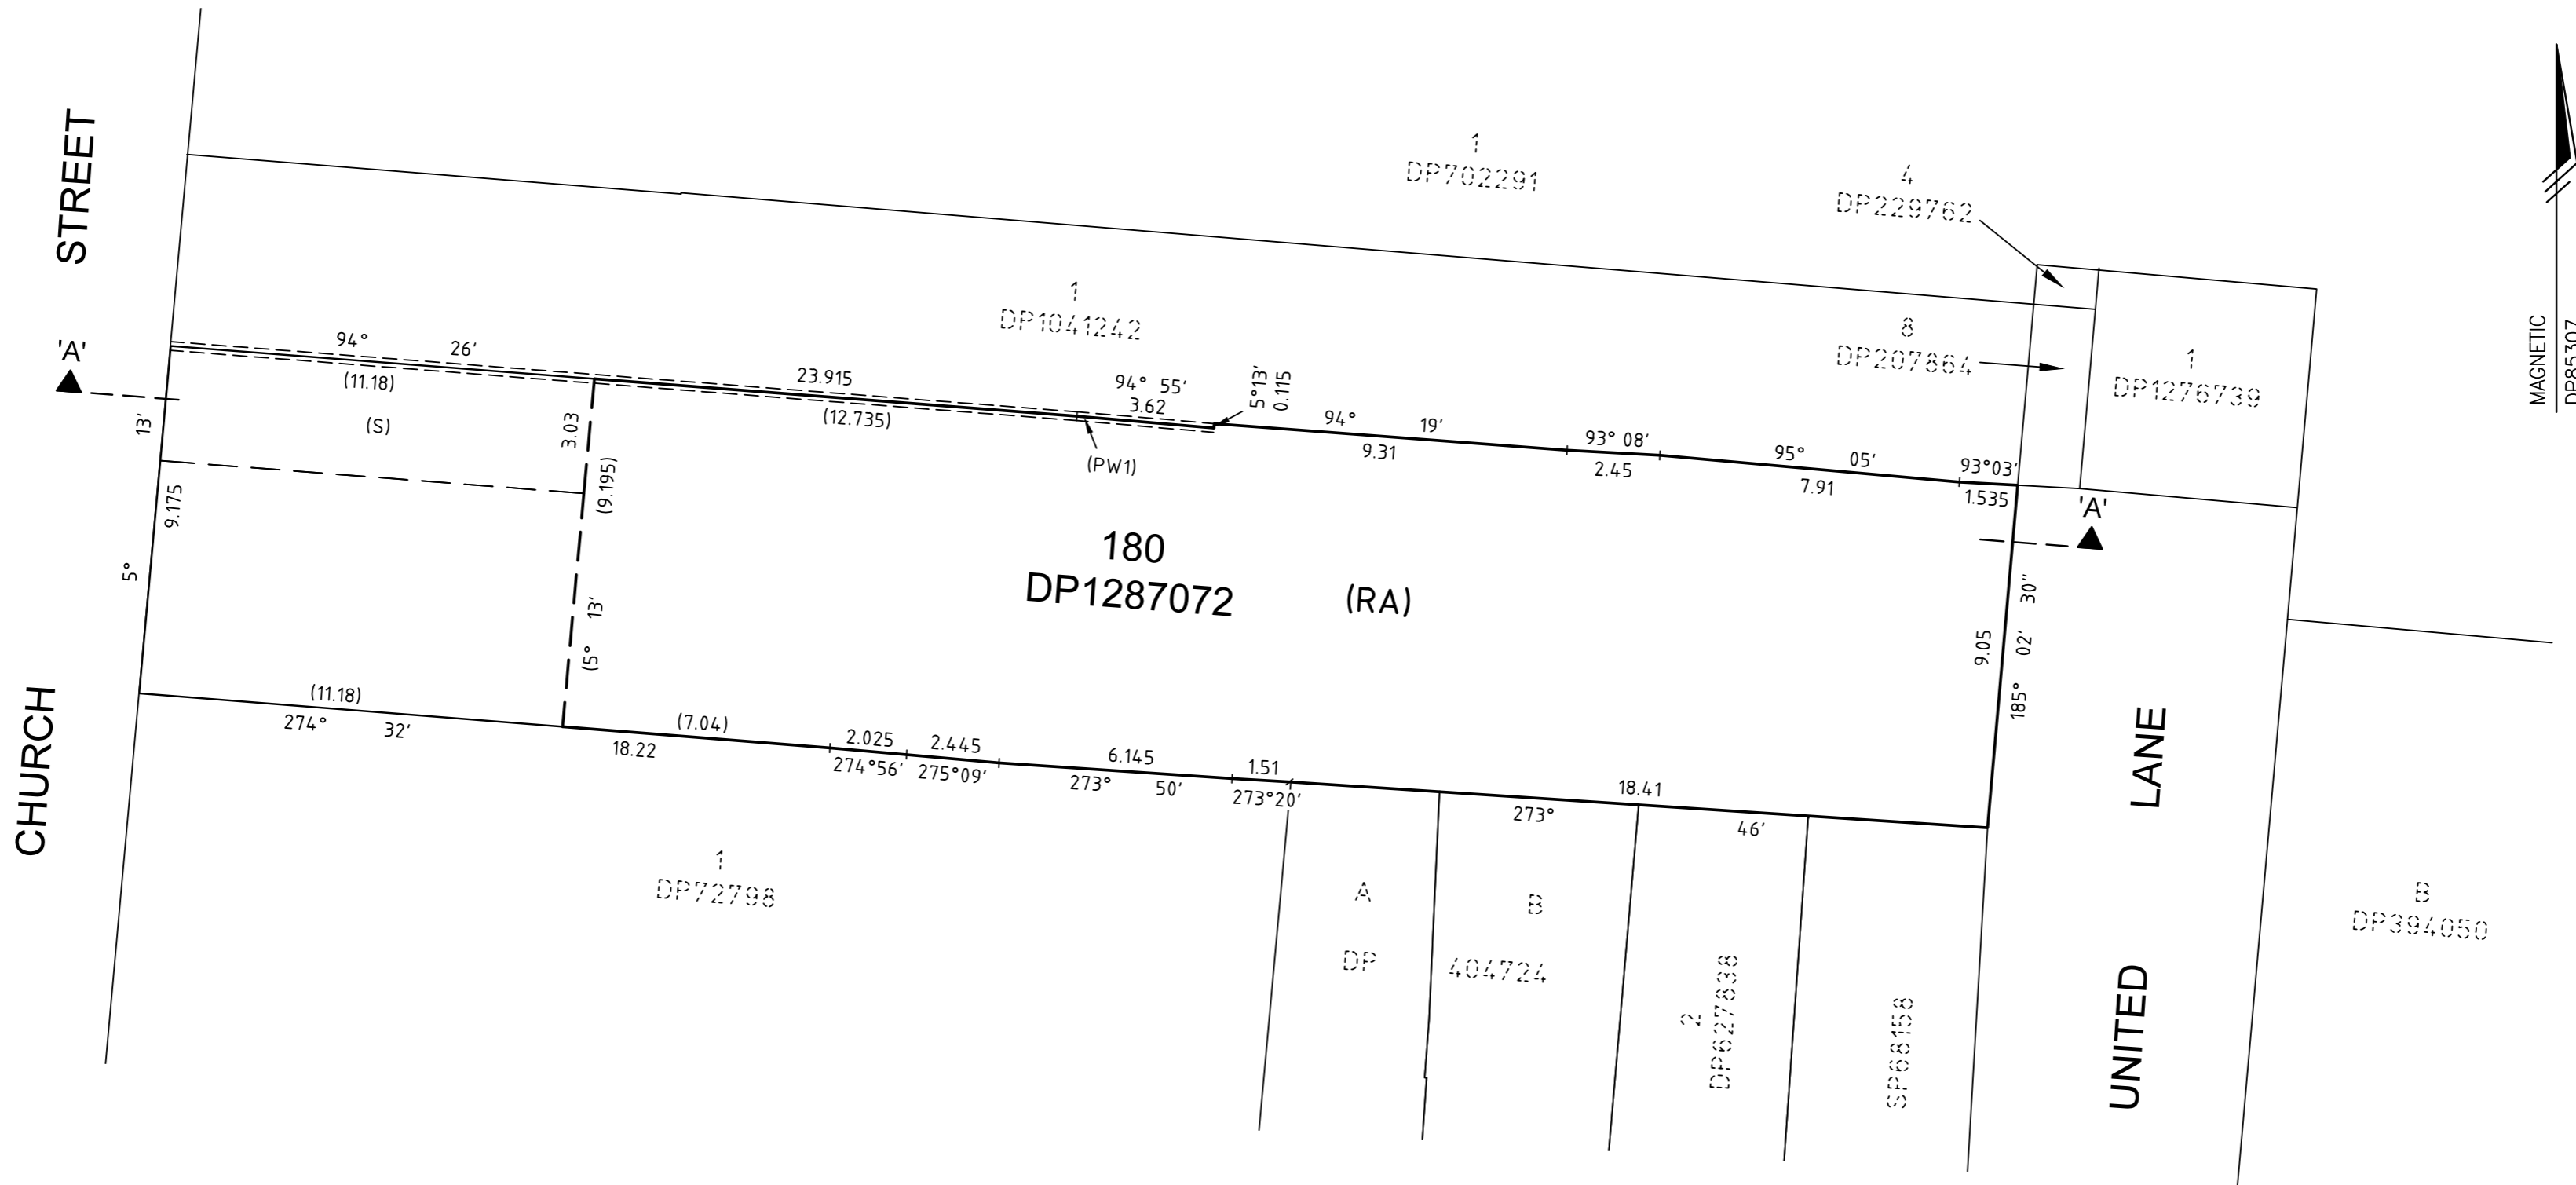 STREET
CHURCH
1
DP702291
4
DP229762
1
DP1041242
8
DP207864
1
DP1276739
MAGNETIC
DP85307
'A'
94° 26'
(11.18)
(S)
23.915
(12.735)
94° 55'
3.62
5°13'
0.115
(PW1)
94° 19'
9.31
93° 08'
2.45
95° 05'
7.91
93°03'
1.535
'A'
13'
9.175
5°
3.03
(9.195)
(5° 13'
180
DP1287072
(RA)
30"
02'
185°
9.05
(11.18)
274° 32'
(7.04)
18.22
2.025
274°56'
2.445
275°09'
6.145
273° 50'
1.51
273°20'
18.41
273° 46'
1
DP72798
A
B
DP 404724
2
DP627838
SP68158
LANE
UNITED
B
DP394050